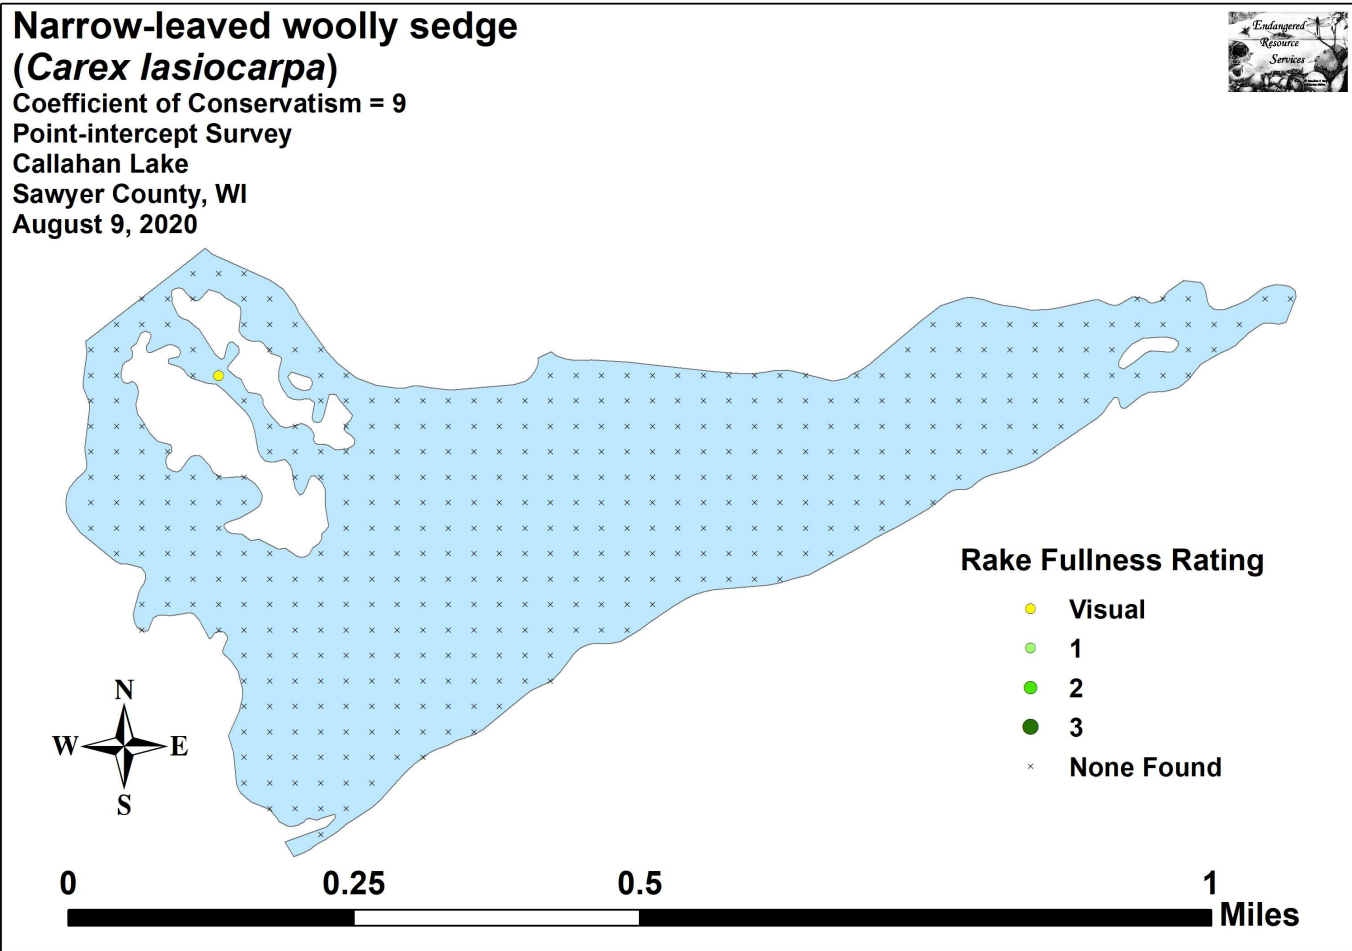 Narrow-leaved woolly sedge
(Carex lasiocarpa)
Coefficient of Conservatism = 9
Point-intercept Survey
Callahan Lake
Sawyer County, WI
August 9, 2020
Endangered
Resource
Services
Rake Fullness Rating
Visual
1
2
3
None Found
N
W E
S
0 0.25 0.5 1
Miles